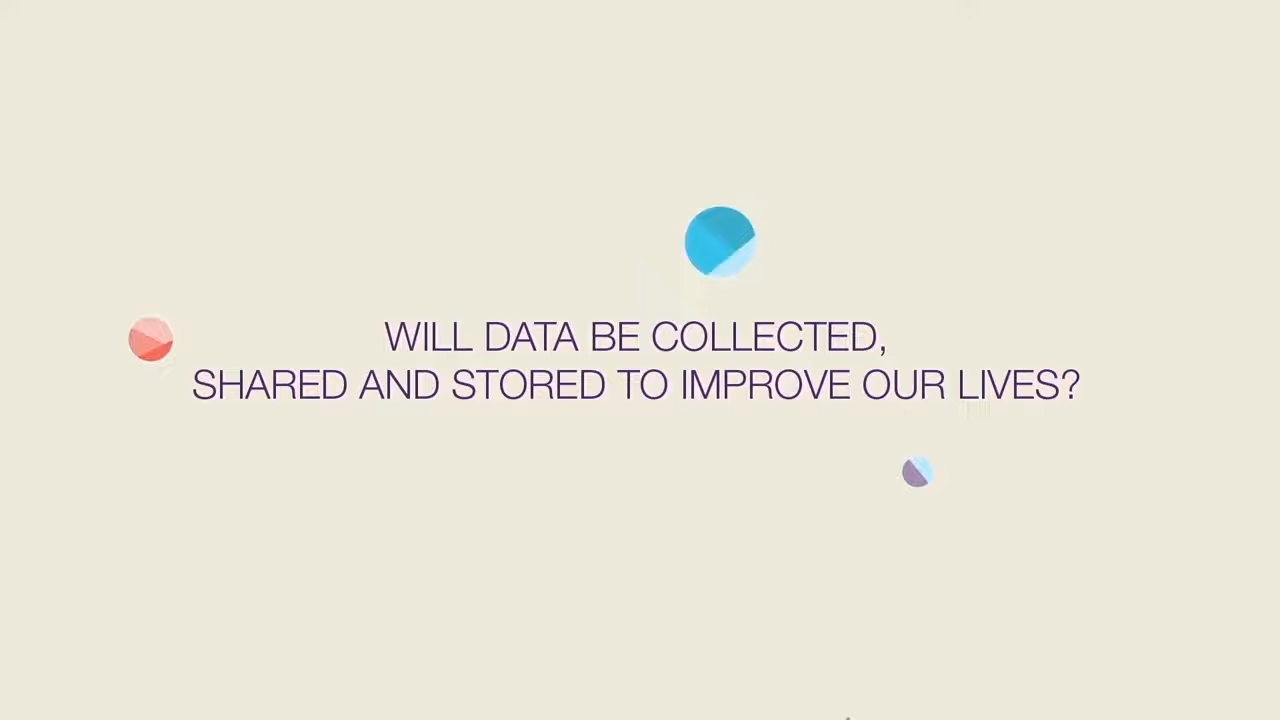 WILL DATA BE COLLECTED,
SHARED AND STORED TO IMPROVE OUR LIVES?